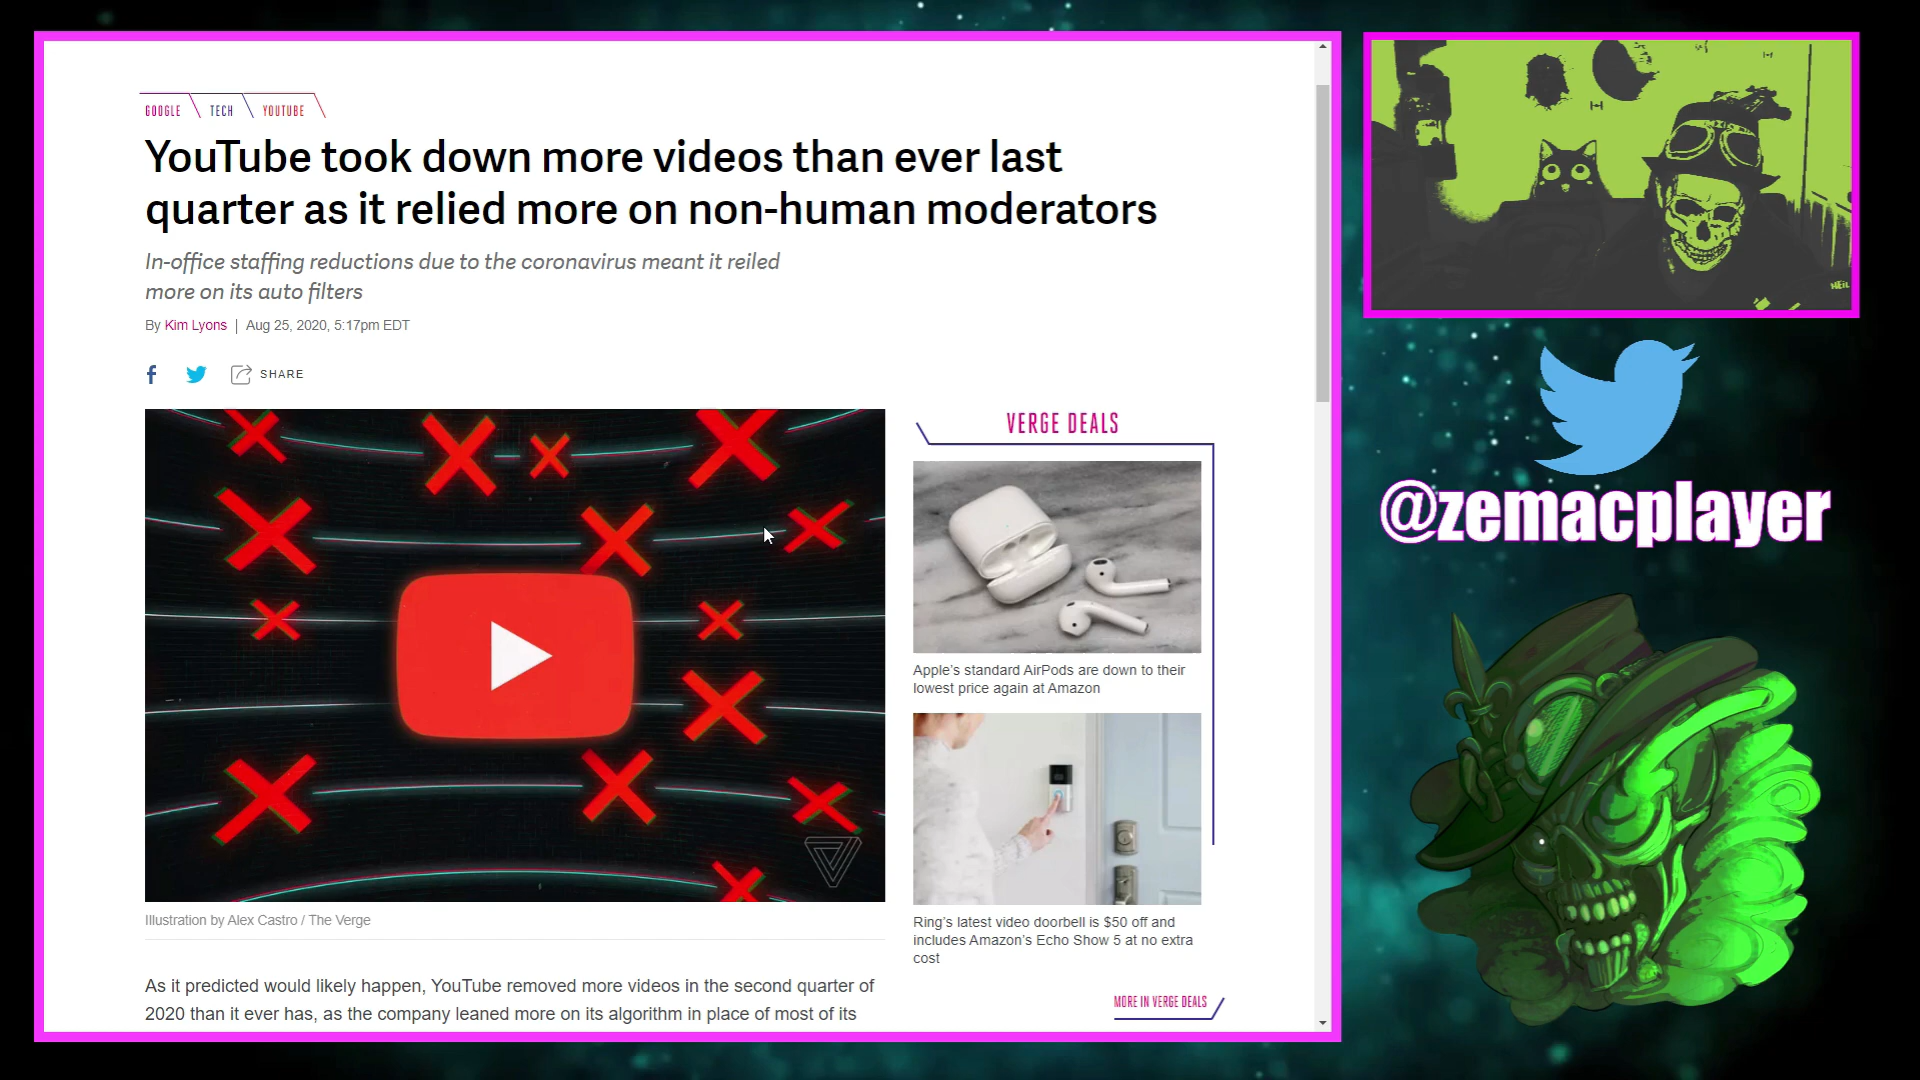 GOOGLE
TECH
YOUTUBE
YouTube took down more videos than ever last
quarter as it relied more on non-human moderators
In-office staffing reductions due to the coronavirus meant it reiled
more on its auto filters
By Kim Lyons | Aug 25, 2020, 5:17pm EDT
SHARE
Illustration by Alex Castro / The Verge
As it predicted would likely happen, YouTube removed more videos in the second quarter of
2020 than it ever has, as the company leaned more on its algorithm in place of most of its
VERGE DEALS
Apple’s standard AirPods are down to their
lowest price again at Amazon
Ring’s latest video doorbell is $50 off and
includes Amazon’s Echo Show 5 at no extra
cost
MORE IN VERGE DEALS
@zemacplayer